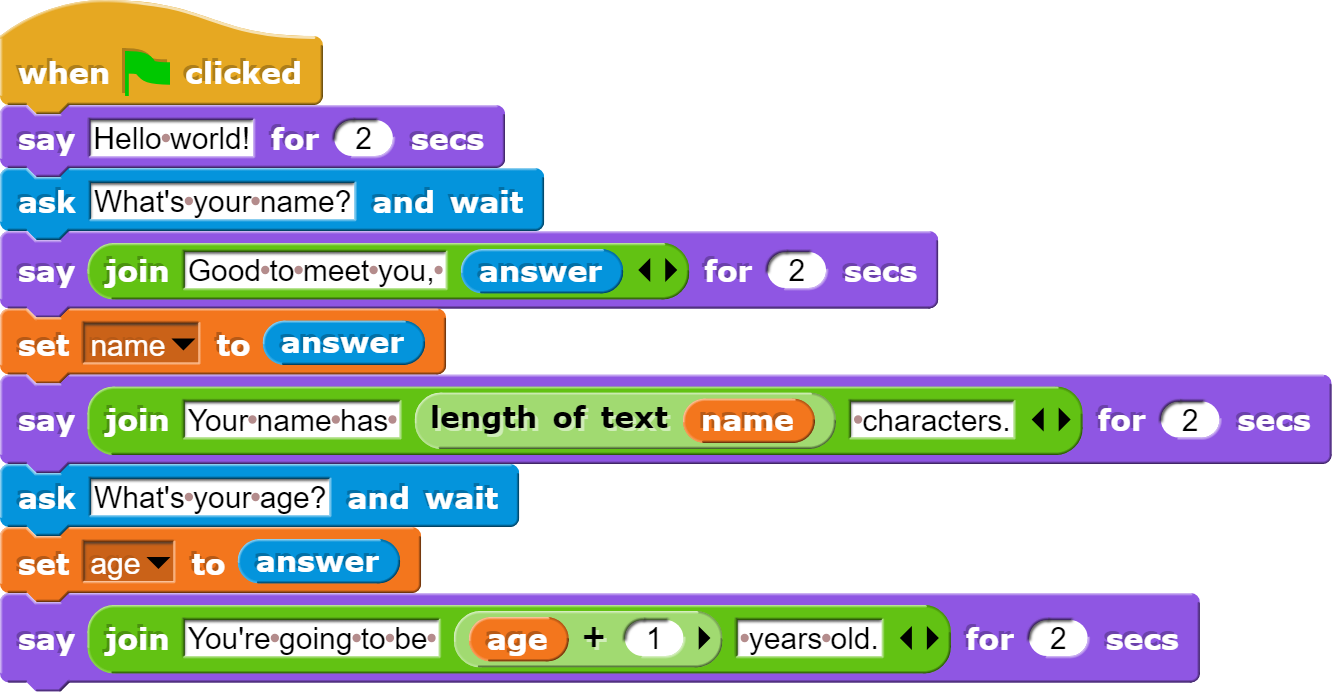 when clicked
say Hello world! for 2 secs
ask What's your name? and wait
say join Good to meet you, answer for 2 secs
set name to answer
say join Your name has length of text name characters. for 2 secs
ask What's your age? and wait
set age to answer
say join You're going to be age + 1 years old. for 2 secs